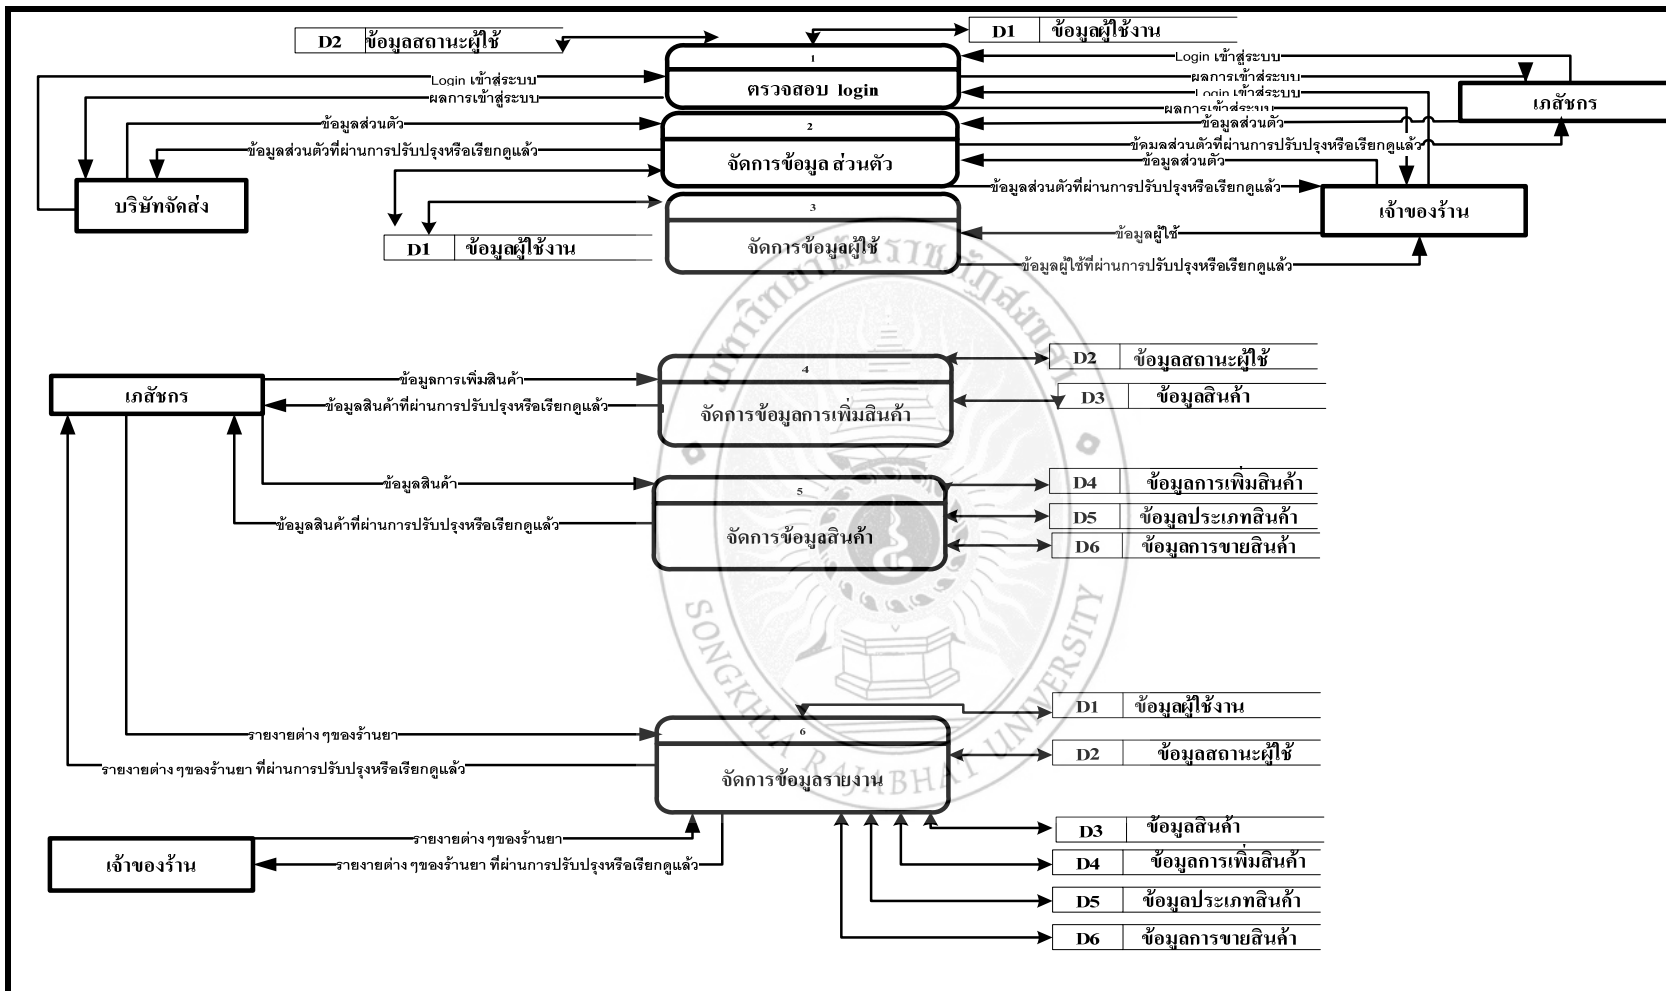 D2 ข้อมูลสถานะผู้ใช้
D1 ข้อมูลผู้ใช้งาน
1
ตรวจสอบ login
Login เข้าสู่ระบบ
ผลการเข้าสู่ระบบ
Login เข้าสู่ระบบ
ผลการเข้าสู่ระบบ
Login เข้าสู่ระบบ
ผลการเข้าสู่ระบบ
เภสัชกร
ข้อมูลส่วนตัว
ข้อมูลส่วนตัวที่ผ่านการปรับปรุงหรือเรียกดูแล้ว
2
จัดการข้อมูล ส่วนตัว
ข้อมูลส่วนตัว
ข้อมูลส่วนตัวที่ผ่านการปรับปรุงหรือเรียกดูแล้ว
ข้อมูลส่วนตัว
ข้อมูลส่วนตัวที่ผ่านการปรับปรุงหรือเรียกดูแล้ว
บริษัทจัดส่ง
เจ้าของร้าน
D1 ข้อมูลผู้ใช้งาน
3
จัดการข้อมูลผู้ใช้
ข้อมูลผู้ใช้
ข้อมูลผู้ใช้ที่ผ่านการปรับปรุงหรือเรียกดูแล้ว
มหาวิทยาลัยราชภัฏสงขลา
เภสัชกร
ข้อมูลการเพิ่มสินค้า
ข้อมูลสินค้าที่ผ่านการปรับปรุงหรือเรียกดูแล้ว
4
จัดการข้อมูลการเพิ่มสินค้า
D2 ข้อมูลสถานะผู้ใช้
D3 ข้อมูลสินค้า
ข้อมูลสินค้า
ข้อมูลสินค้าที่ผ่านการปรับปรุงหรือเรียกดูแล้ว
5
จัดการข้อมูลสินค้า
D4 ข้อมูลการเพิ่มสินค้า
D5 ข้อมูลประเภทสินค้า
D6 ข้อมูลการขายสินค้า
SONGKHLA RAJABHAT UNIVERSITY
รายงายต่าง ๆของร้านยา
รายงายต่าง ๆของร้านยา ที่ผ่านการปรับปรุงหรือเรียกดูแล้ว
6
จัดการข้อมูลรายงาน
D1 ข้อมูลผู้ใช้งาน
D2 ข้อมูลสถานะผู้ใช้
D3 ข้อมูลสินค้า
D4 ข้อมูลการเพิ่มสินค้า
D5 ข้อมูลประเภทสินค้า
D6 ข้อมูลการขายสินค้า
เจ้าของร้าน
รายงายต่าง ๆของร้านยา
รายงายต่าง ๆของร้านยา ที่ผ่านการปรับปรุงหรือเรียกดูแล้ว